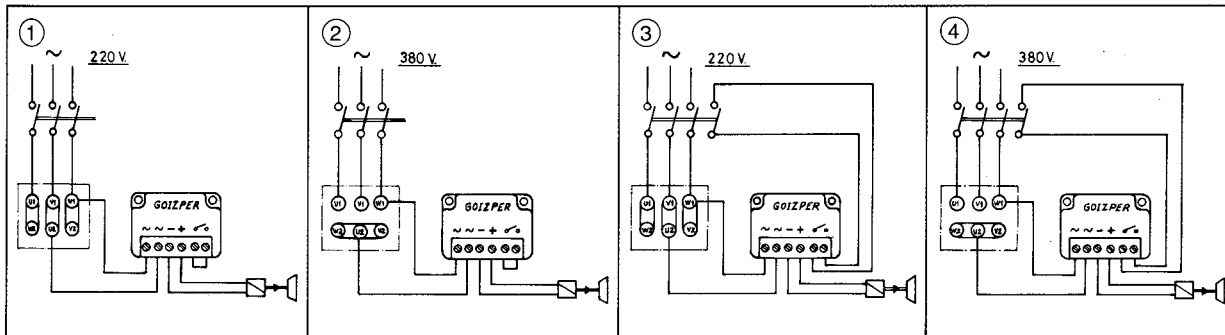 1
~
220 V.
U1 V1 W1
W2 U2 V2
GOIZPER
~ ~ − +
2
~
380 V.
U1 V1 W1
W2 U2 V2
GOIZPER
~ ~ − +
3
~
220 V.
U1 V1 W1
W2 U2 V2
GOIZPER
~ ~ − +
4
~
380 V.
U1 V1 W1
W2 U2 V2
GOIZPER
~ ~ − +